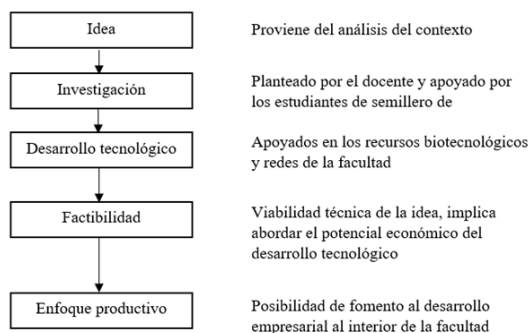 Idea
Proviene del análisis del contexto
Investigación
Planteado por el docente y apoyado por
los estudiantes de semillero de
Desarrollo tecnológico
Apoyados en los recursos biotecnológicos
y redes de la facultad
Factibilidad
Viabilidad técnica de la idea, implica
abordar el potencial económico del
desarrollo tecnológico
Enfoque productivo
Posibilidad de fomento al desarrollo
empresarial al interior de la facultad